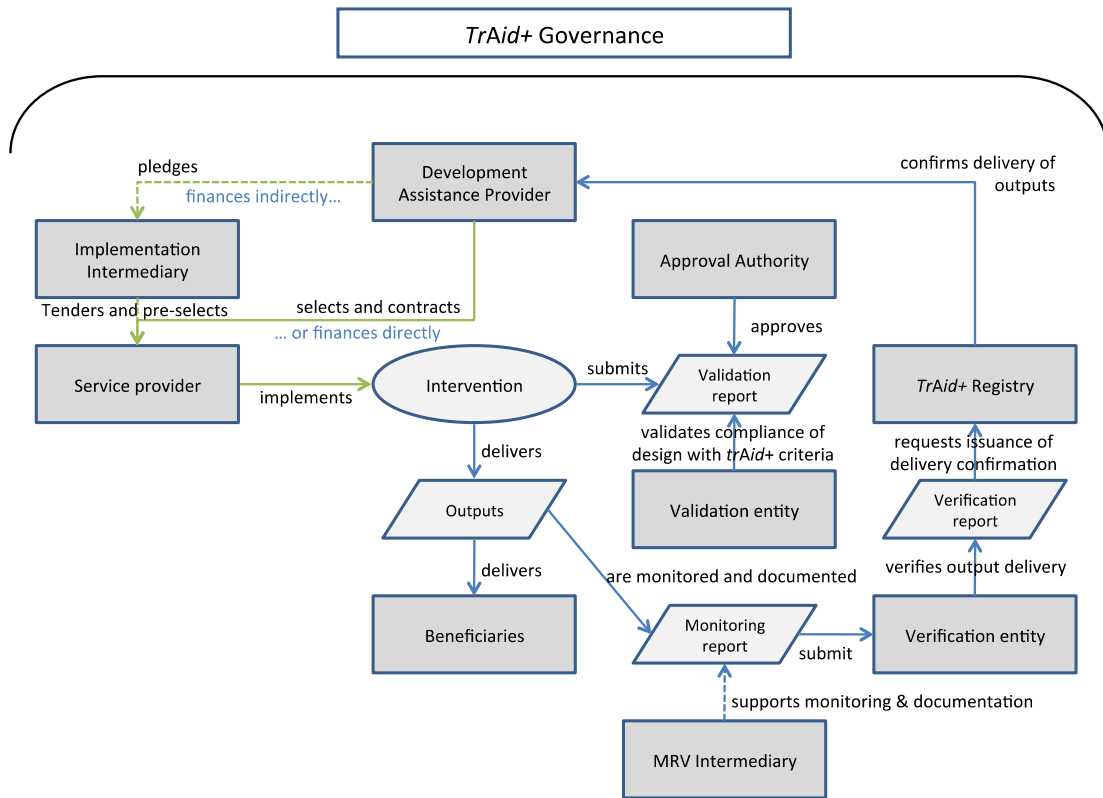 TrAid+ Governance
pledges
finances indirectly…
Development
Assistance Provider
confirms delivery of
outputs
Implementation
Intermediary
Approval Authority
Tenders and pre-selects
selects and contracts
… or finances directly
approves
Service provider
implements
Intervention
submits
Validation
report
TrAid+ Registry
validates compliance of
design with trAid+ criteria
requests issuance of
delivery confirmation
delivers
Outputs
Validation entity
Verification
report
delivers
are monitored and documented
verifies output delivery
Beneficiaries
Monitoring
report
submit
Verification entity
supports monitoring & documentation
MRV Intermediary